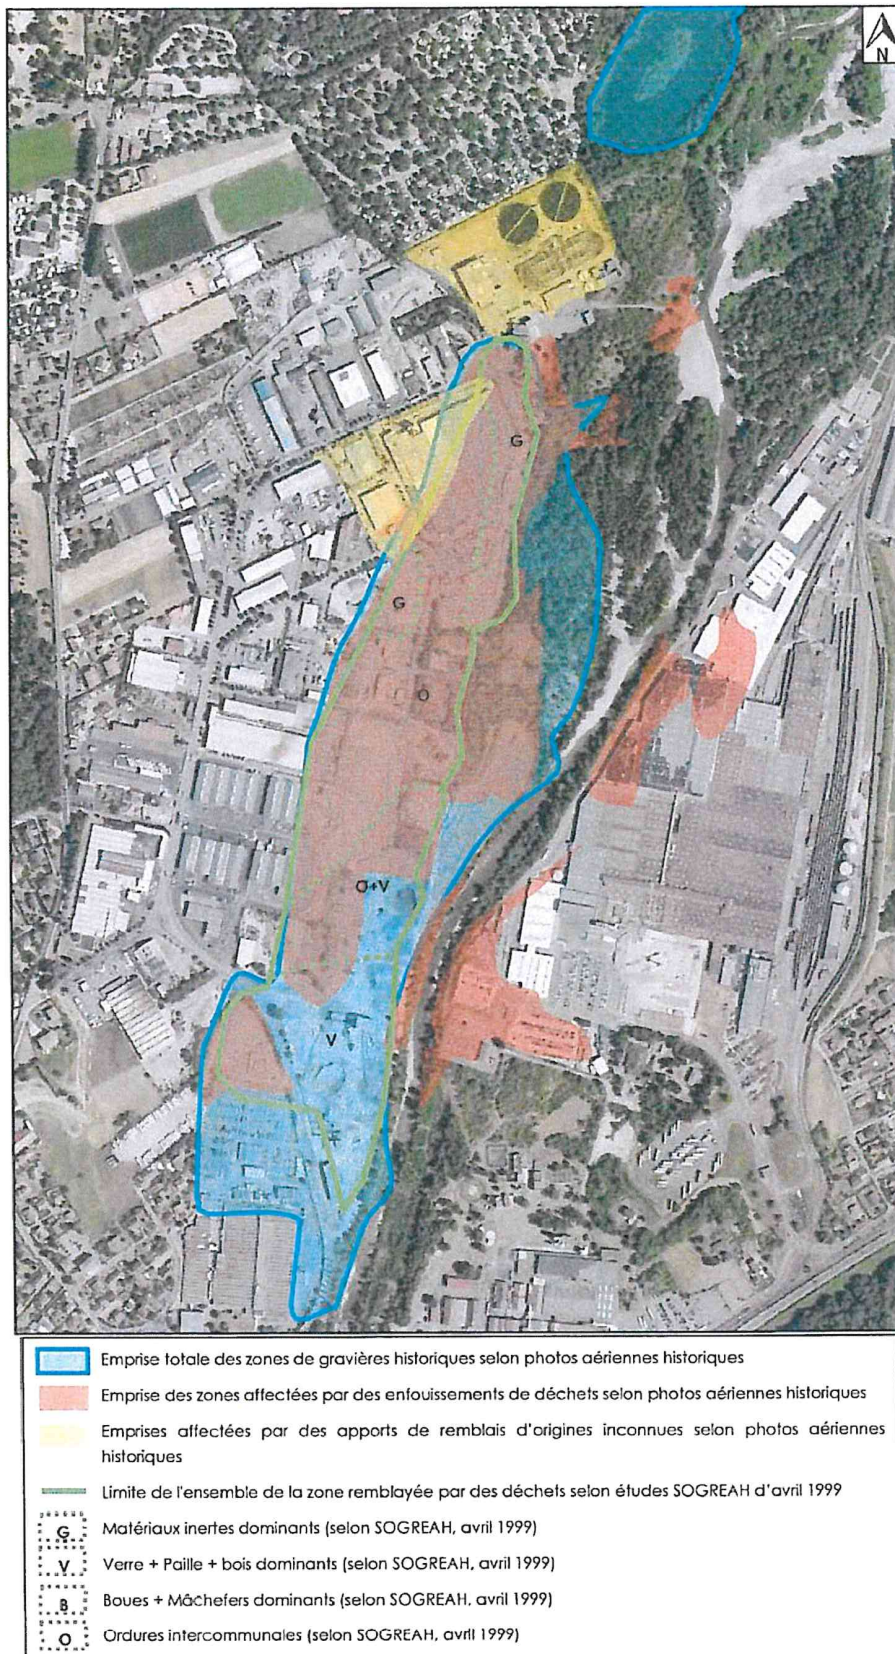 N
G
G
O
O+V
V
Emprise totale des zones de gravières historiques selon photos aériennes historiques
Emprise des zones affectées par des enfouissements de déchets selon photos aériennes historiques
Emprises affectées par des apports de remblais d'origines inconnues selon photos aériennes
historiques
Limite de l'ensemble de la zone remblayée par des déchets selon études SOGREAH d'avril 1999
G Matériaux inertes dominants (selon SOGREAH, avril 1999)
V Verre + Paille + bois dominants (selon SOGREAH, avril 1999)
B Boues + Mâchefers dominants (selon SOGREAH, avril 1999)
O Ordures intercommunales (selon SOGREAH, avril 1999)